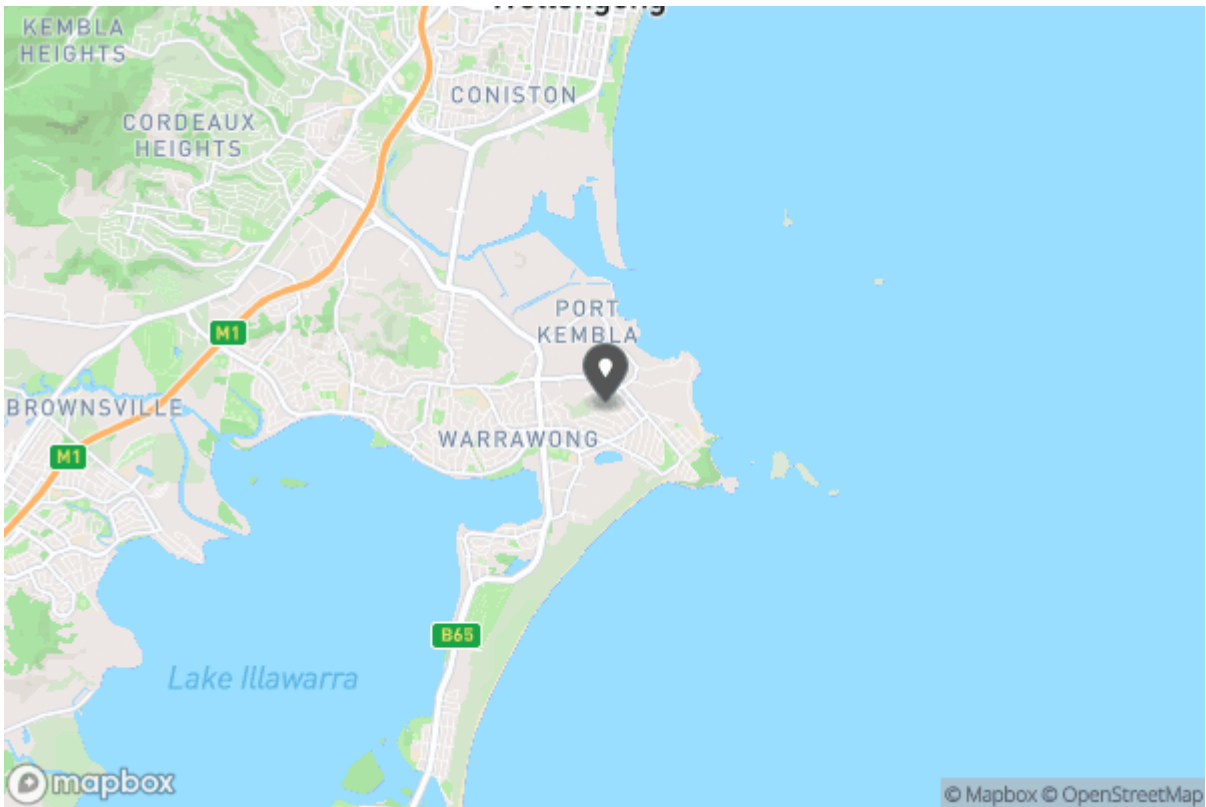 KEMBLA
HEIGHTS
CONISTON
CORDEAUX
HEIGHTS
PORT
KEMBLA
M1
BROWNSVILLE
WARRAWONG
M1
B65
Lake Illawarra
mapbox
© Mapbox © OpenStreetMap